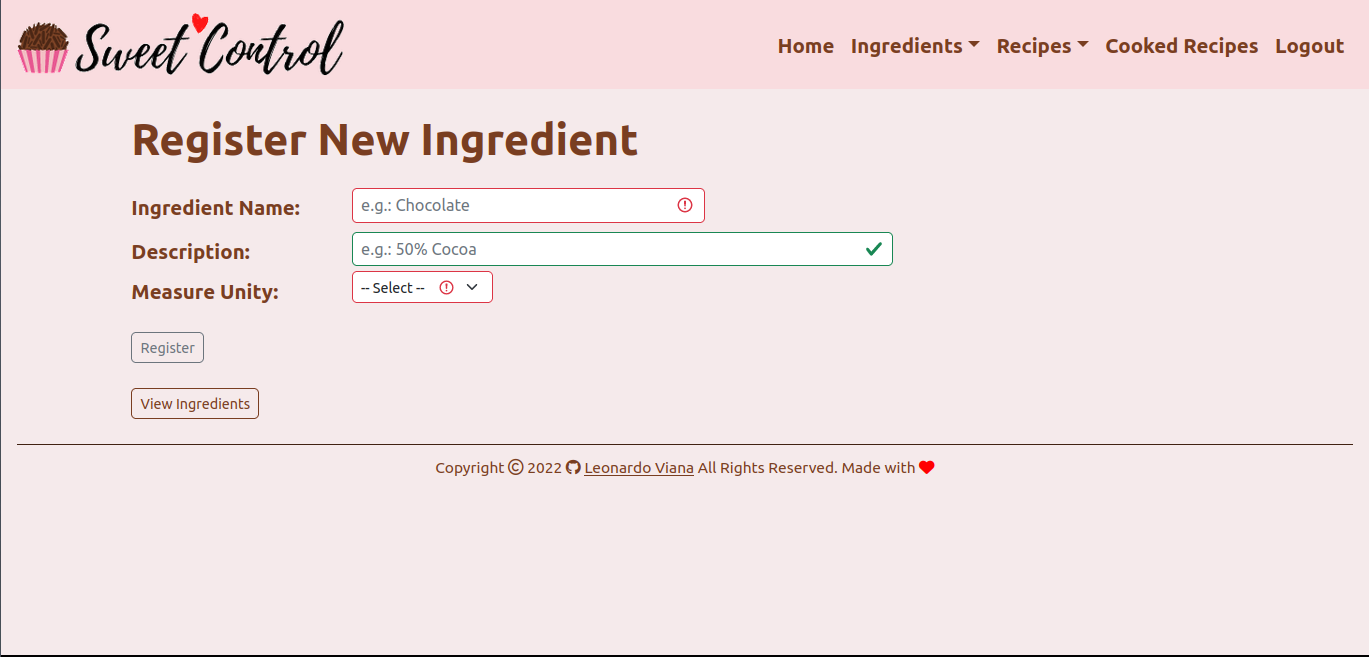 Sweet Control
Home Ingredients Recipes Cooked Recipes Logout
Register New Ingredient
Ingredient Name: e.g.: Chocolate
Description: e.g.: 50% Cocoa
Measure Unity: -- Select --
Register
View Ingredients
Copyright © 2022 Leonardo Viana All Rights Reserved. Made with ❤